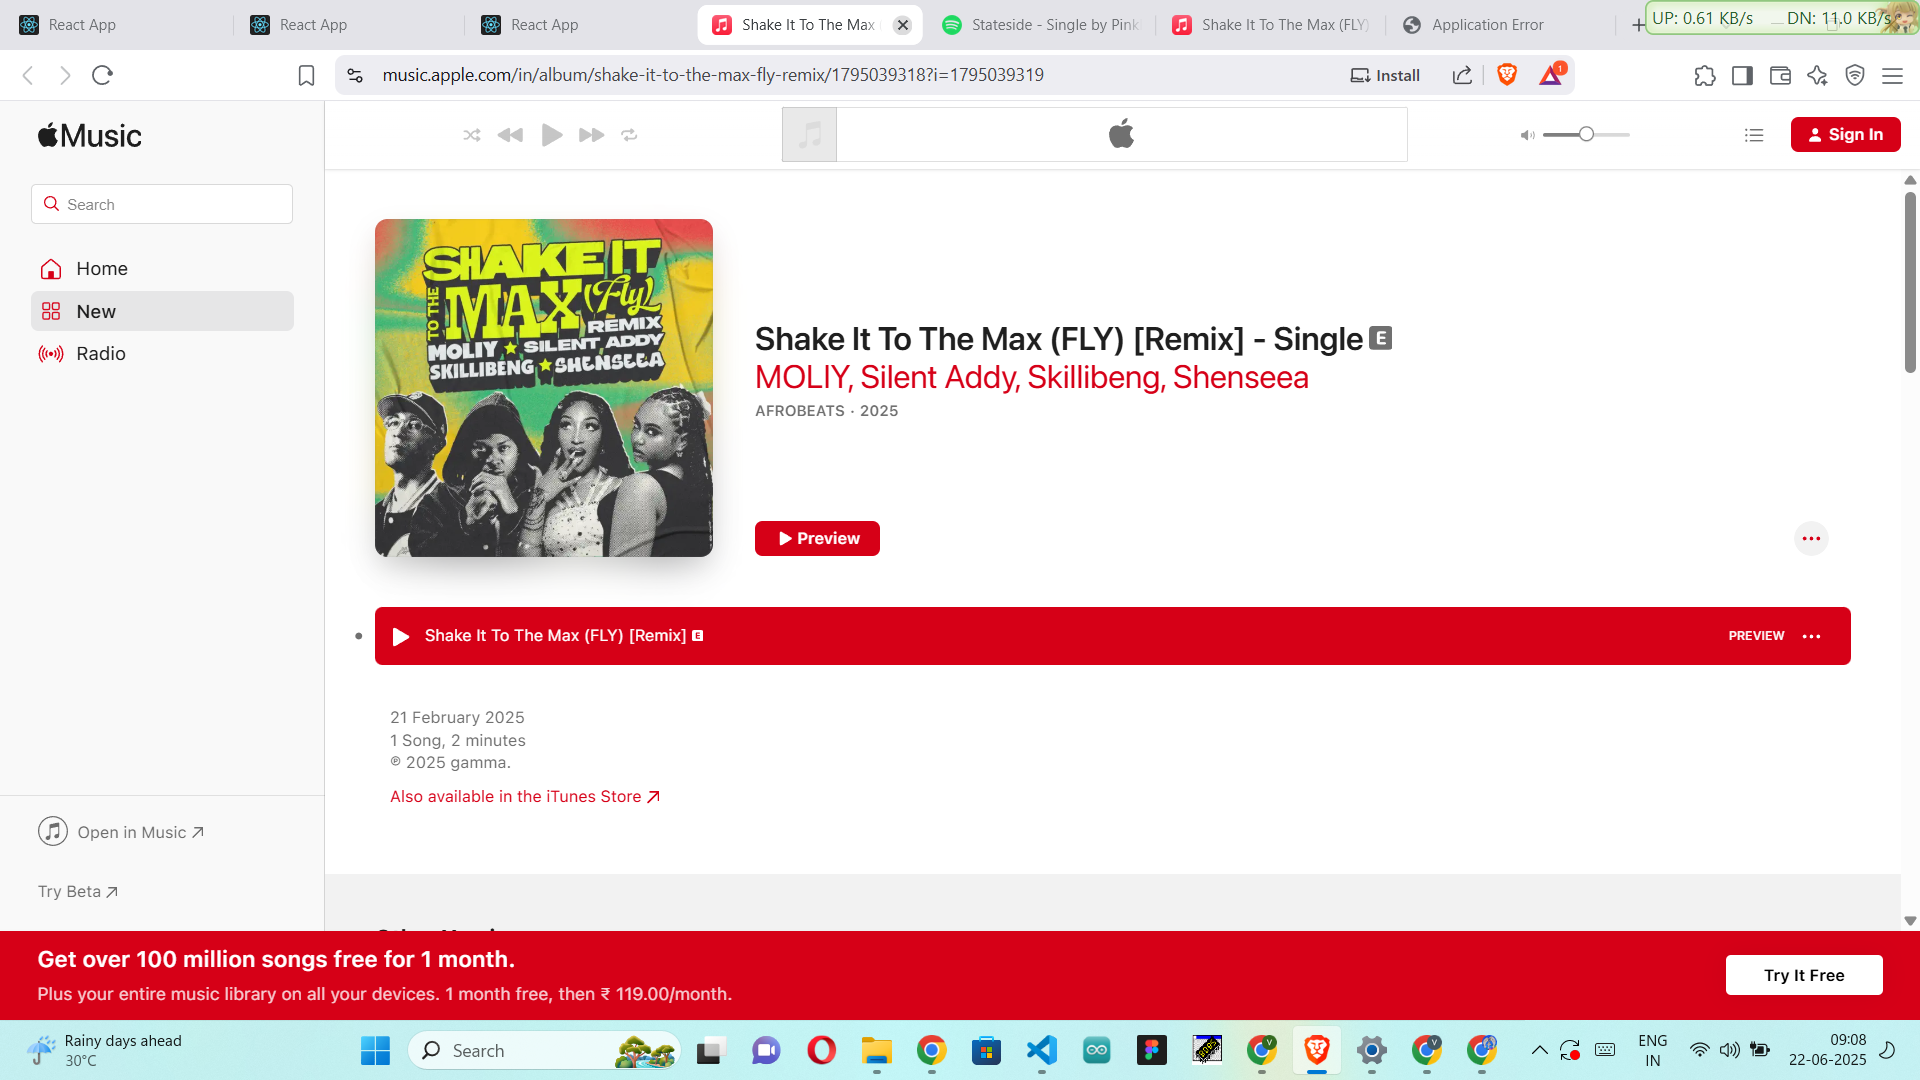 React App
React App
React App
Shake It To The Max
Stateside - Single by Pink
Shake It To The Max (FLY)
Application Error
UP: 0.61 KB/s
DN: 11.0 KB/s
music.apple.com/in/album/shake-it-to-the-max-fly-remix/1795039318?i=1795039319
Install
1
Music
Sign In
Search
Home
New
Radio
SHAKE IT
TO THE
MAX (Fly)
REMIX
MOLIY ★ SILENT ADDY
SKILLIBENG ★ SHENSEEA
Shake It To The Max (FLY) [Remix] - Single E
MOLIY, Silent Addy, Skillibeng, Shenseea
AFROBEATS · 2025
Preview
Shake It To The Max (FLY) [Remix] E
PREVIEW
21 February 2025
1 Song, 2 minutes
℗ 2025 gamma.
Also available in the iTunes Store
Open in Music
Try Beta
Get over 100 million songs free for 1 month.
Plus your entire music library on all your devices. 1 month free, then ₹ 119.00/month.
Try It Free
Rainy days ahead
30°C
Search
ENG
IN
09:08
22-06-2025